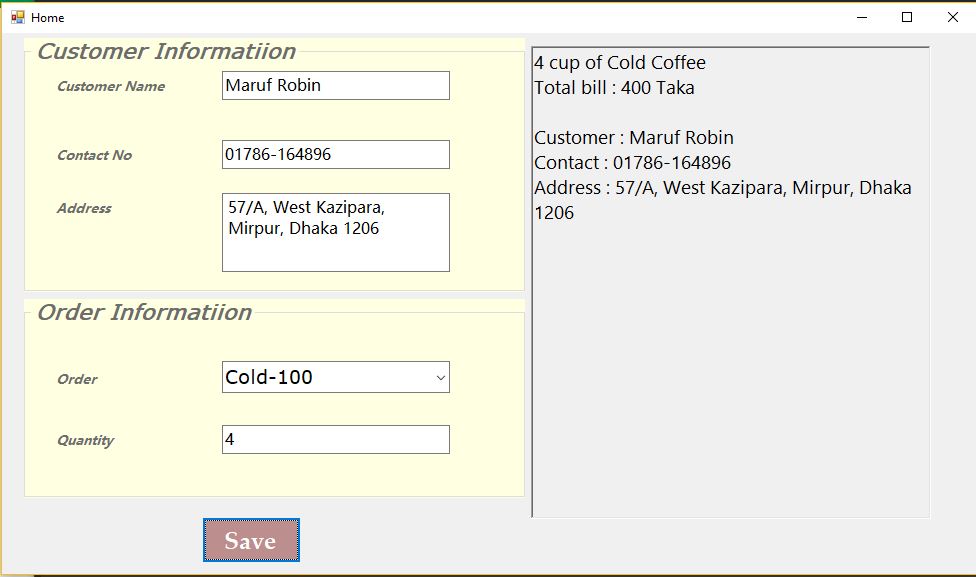 Home
Customer Informatiion
Customer Name
Maruf Robin
Contact No
01786-164896
Address
57/A, West Kazipara,
Mirpur, Dhaka 1206
Order Informatiion
Order
Cold-100
Quantity
4
Save
4 cup of Cold Coffee
Total bill : 400 Taka
Customer : Maruf Robin
Contact : 01786-164896
Address : 57/A, West Kazipara, Mirpur, Dhaka
1206